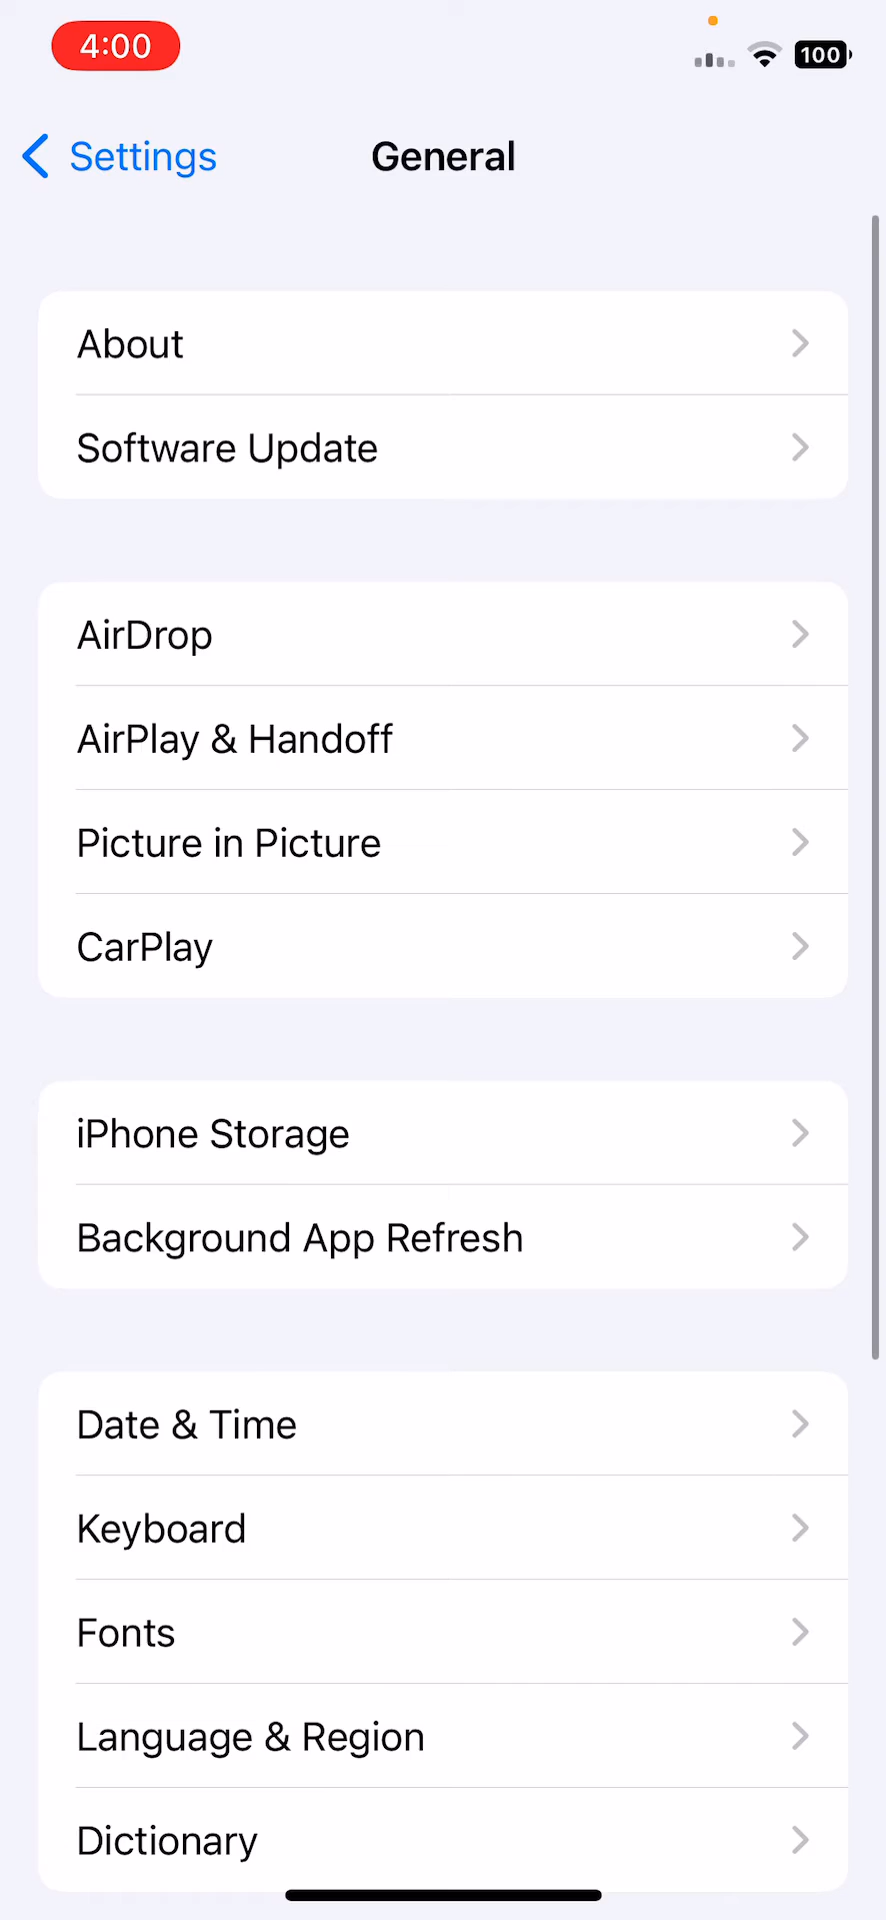 4:00
100
Settings
General
About
Software Update
AirDrop
AirPlay & Handoff
Picture in Picture
CarPlay
iPhone Storage
Background App Refresh
Date & Time
Keyboard
Fonts
Language & Region
Dictionary